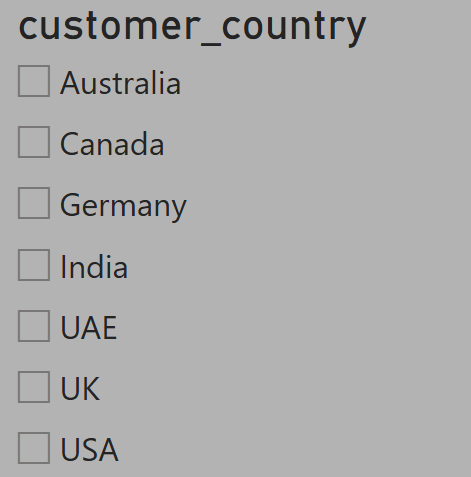 customer_country
Australia
Canada
Germany
India
UAE
UK
USA